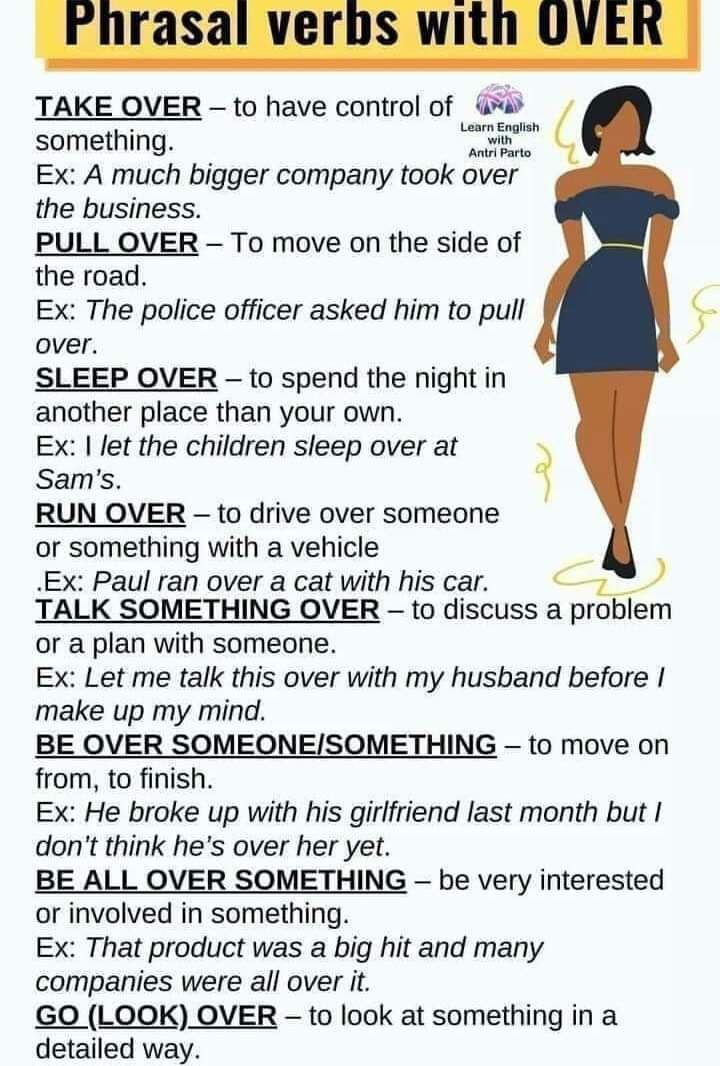 Phrasal verbs with OVER
TAKE OVER – to have control of
something.
Learn English
with
Antri Parto
Ex: A much bigger company took over
the business.
PULL OVER – To move on the side of
the road.
Ex: The police officer asked him to pull
over.
SLEEP OVER – to spend the night in
another place than your own.
Ex: I let the children sleep over at
Sam's.
RUN OVER – to drive over someone
or something with a vehicle
.Ex: Paul ran over a cat with his car.
TALK SOMETHING OVER – to discuss a problem
or a plan with someone.
Ex: Let me talk this over with my husband before I
make up my mind.
BE OVER SOMEONE/SOMETHING – to move on
from, to finish.
Ex: He broke up with his girlfriend last month but I
don't think he's over her yet.
BE ALL OVER SOMETHING – be very interested
or involved in something.
Ex: That product was a big hit and many
companies were all over it.
GO (LOOK) OVER – to look at something in a
detailed way.